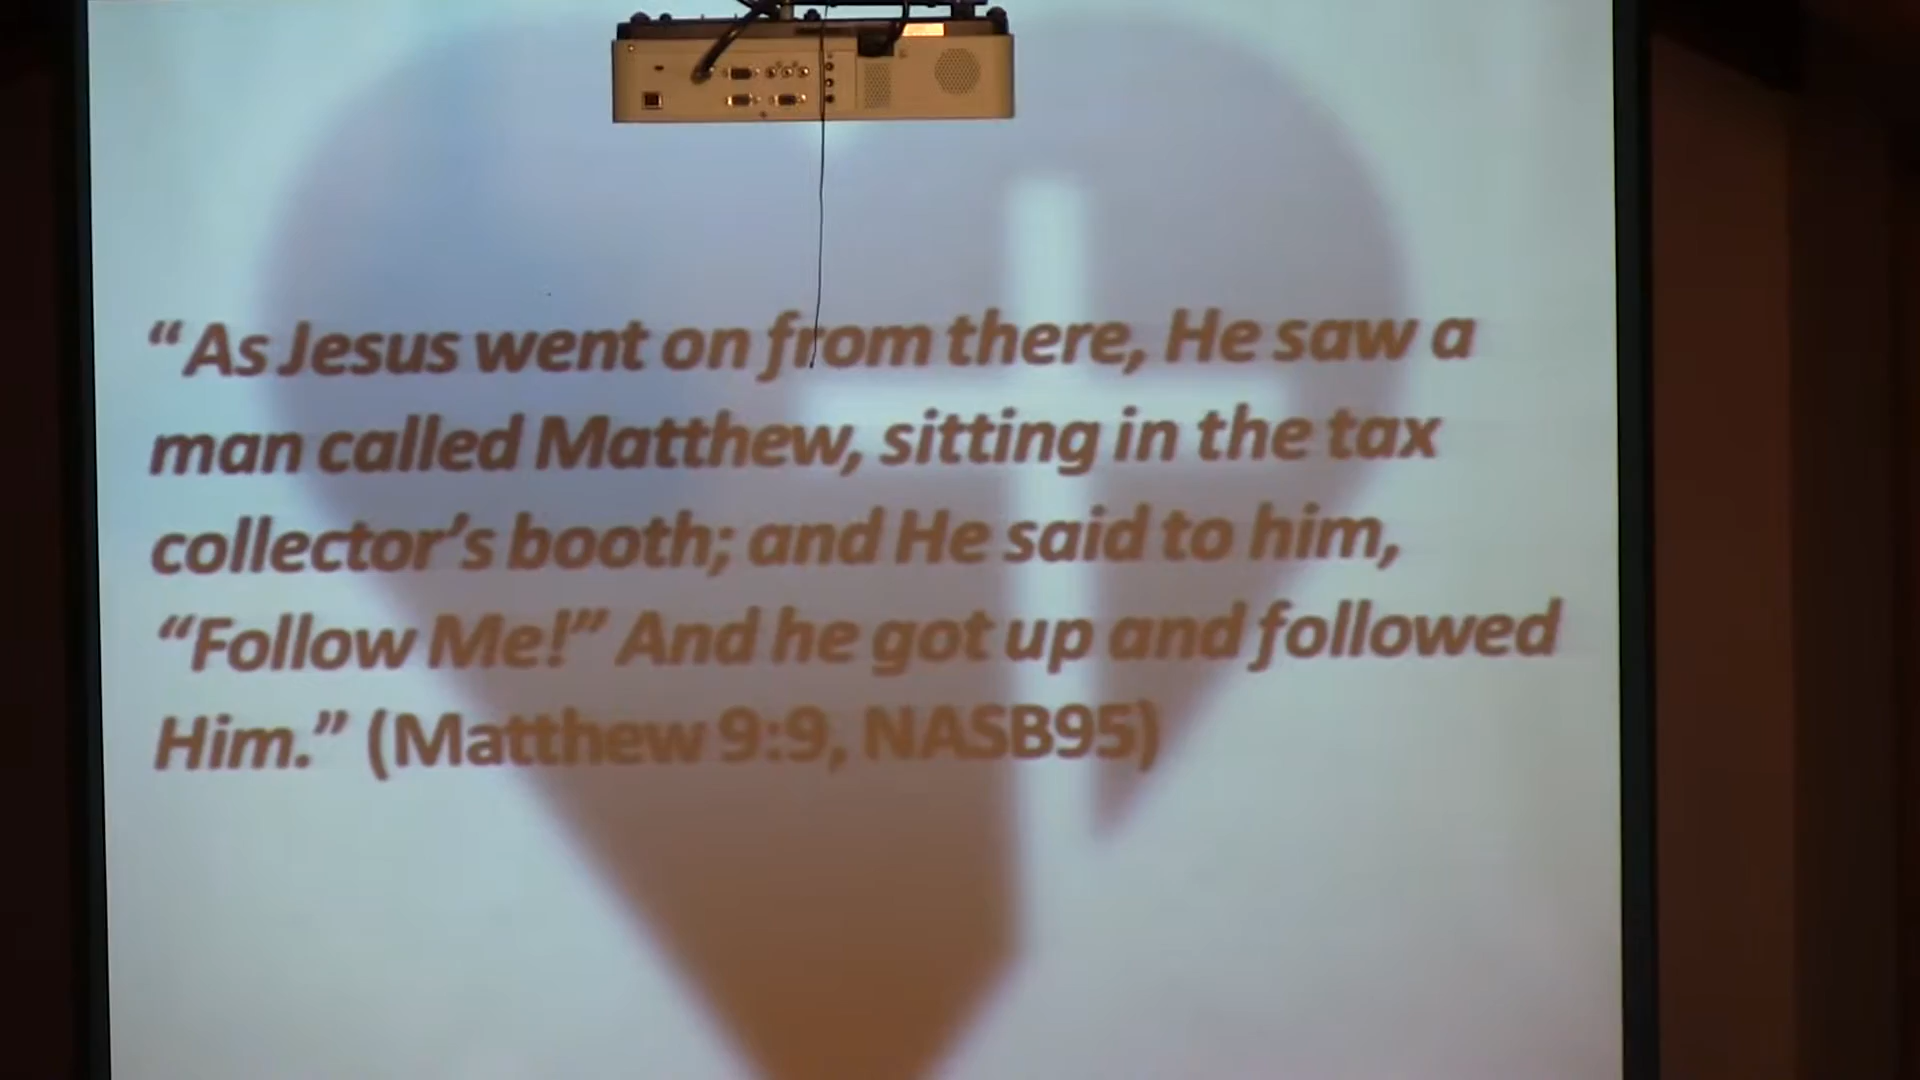 “As Jesus went on from there, He saw a
man called Matthew, sitting in the tax
collector’s booth; and He said to him,
“Follow Me!” And he got up and followed
Him.” (Matthew 9:9, NASB95)